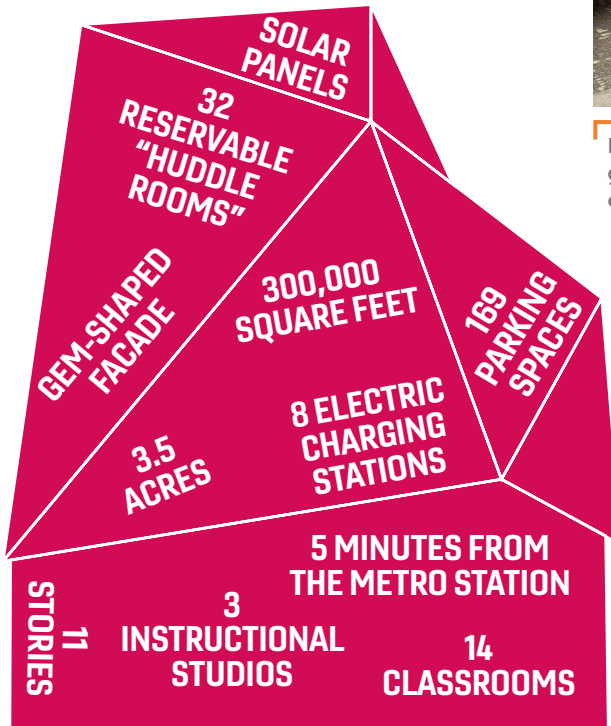 SOLAR
PANELS
32
RESERVABLE
“HUDDLE
ROOMS”
GEM-SHAPED
FACADE
300,000
SQUARE FEET
169
PARKING
SPACES
3.5
ACRES
8 ELECTRIC
CHARGING
STATIONS
5 MINUTES FROM
THE METRO STATION
11
STORIES
3
INSTRUCTIONAL
STUDIOS
14
CLASSROOMS